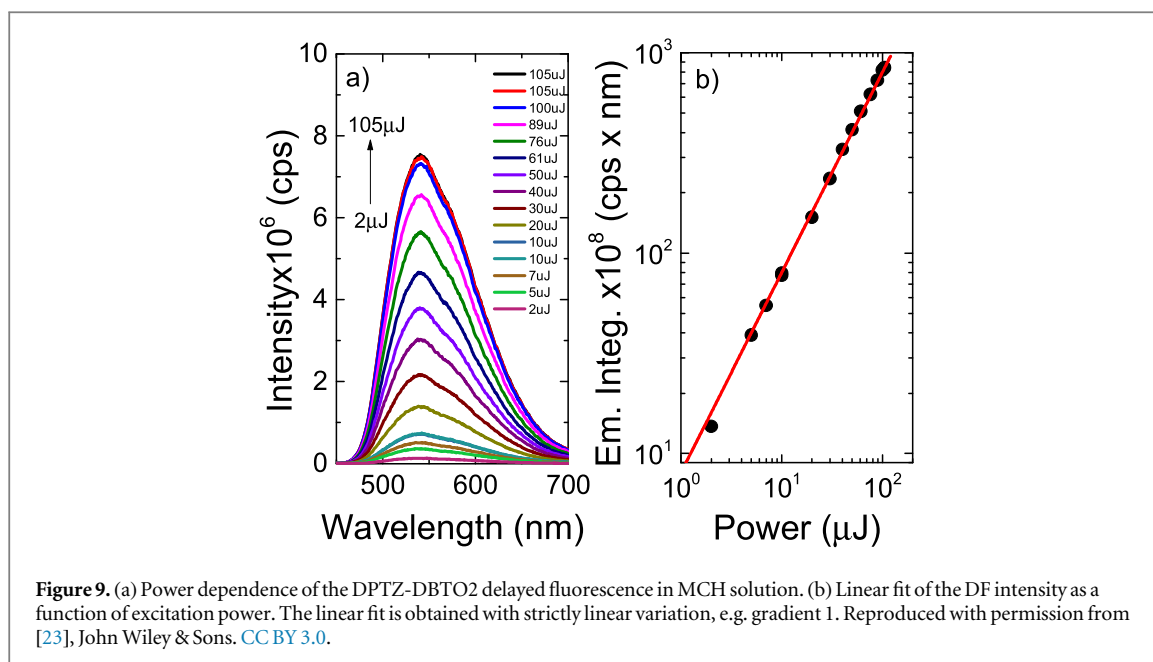 a)
Intensityx10⁶ (cps)
10
8
6
4
2
0
105μJ
2μJ
105uJ
105uJ
100uJ
89uJ
76uJ
61uJ
50uJ
40uJ
30uJ
20uJ
10uJ
10uJ
7uJ
5uJ
2uJ
500 600 700
Wavelength (nm)
b)
Em. Integ. x10⁸ (cps x nm)
10³
10²
10¹
10⁰ 10¹ 10²
Power (μJ)
Figure 9. (a) Power dependence of the DPTZ-DBTO2 delayed fluorescence in MCH solution. (b) Linear fit of the DF intensity as a
function of excitation power. The linear fit is obtained with strictly linear variation, e.g. gradient 1. Reproduced with permission from
[23], John Wiley & Sons. CC BY 3.0.